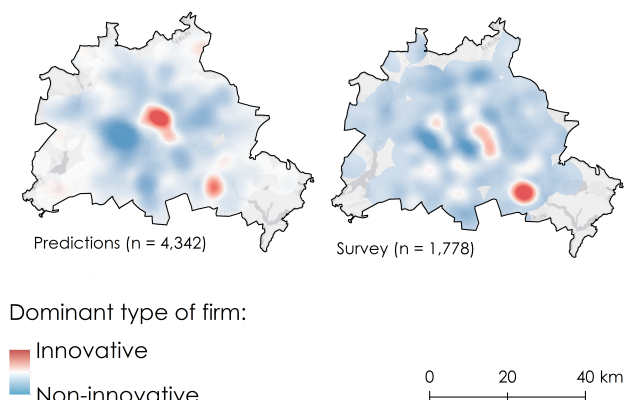 Predictions (n = 4,342)
Survey (n = 1,778)
Dominant type of firm:
Innovative
Non-innovative
0 20 40 km